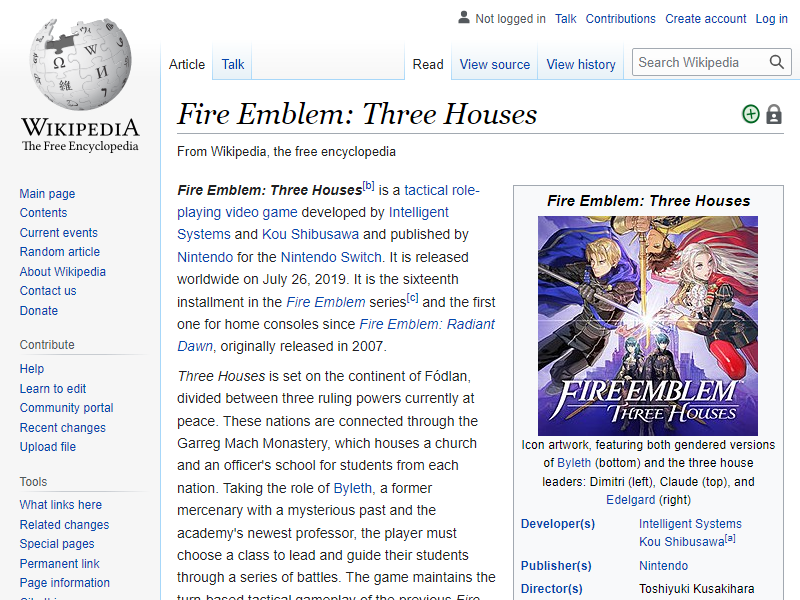 Not logged in Talk Contributions Create account Log in
Article Talk Read View source View history Search Wikipedia
WIKIPEDIA
The Free Encyclopedia
Main page
Contents
Current events
Random article
About Wikipedia
Contact us
Donate
Contribute
Help
Learn to edit
Community portal
Recent changes
Upload file
Tools
What links here
Related changes
Special pages
Permanent link
Page information
Fire Emblem: Three Houses
From Wikipedia, the free encyclopedia
Fire Emblem: Three Houses[b] is a tactical role-
playing video game developed by Intelligent
Systems and Kou Shibusawa and published by
Nintendo for the Nintendo Switch. It is released
worldwide on July 26, 2019. It is the sixteenth
installment in the Fire Emblem series[c] and the first
one for home consoles since Fire Emblem: Radiant
Dawn, originally released in 2007.
Three Houses is set on the continent of Fódlan,
divided between three ruling powers currently at
peace. These nations are connected through the
Garreg Mach Monastery, which houses a church
and an officer's school for students from each
nation. Taking the role of Byleth, a former
mercenary with a mysterious past and the
academy's newest professor, the player must
choose a class to lead and guide their students
through a series of battles. The game maintains the
turn-based tactical gameplay of the previous Fire
Fire Emblem: Three Houses
FIRE EMBLEM
THREE HOUSES
Icon artwork, featuring both gendered versions
of Byleth (bottom) and the three house
leaders: Dimitri (left), Claude (top), and
Edelgard (right)
Developer(s) Intelligent Systems
Kou Shibusawa[a]
Publisher(s) Nintendo
Director(s) Toshiyuki Kusakihara